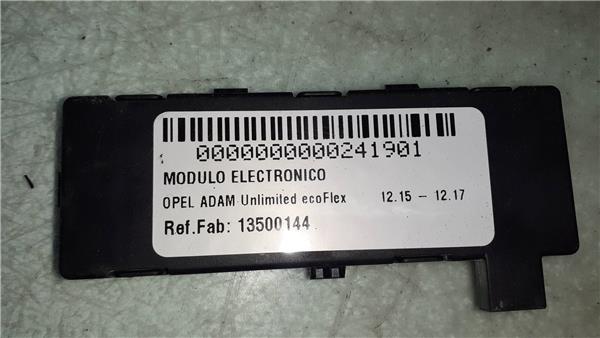 0000000000241901
MODULO ELECTRONICO
OPEL ADAM Unlimited ecoFlex 12.15 – 12.17
Ref.Fab: 13500144